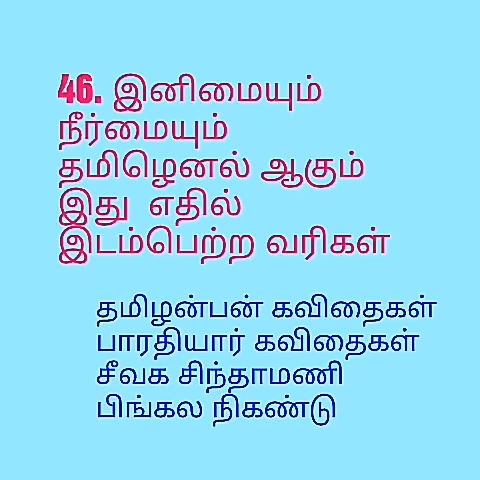 46. இனிமையும்
நீர்மையும்
தமிழெனல் ஆகும்
இது எதில்
இடம்பெற்ற வரிகள்
தமிழன்பன் கவிதைகள்
பாரதியார் கவிதைகள்
சீவக சிந்தாமணி
பிங்கல நிகண்டு